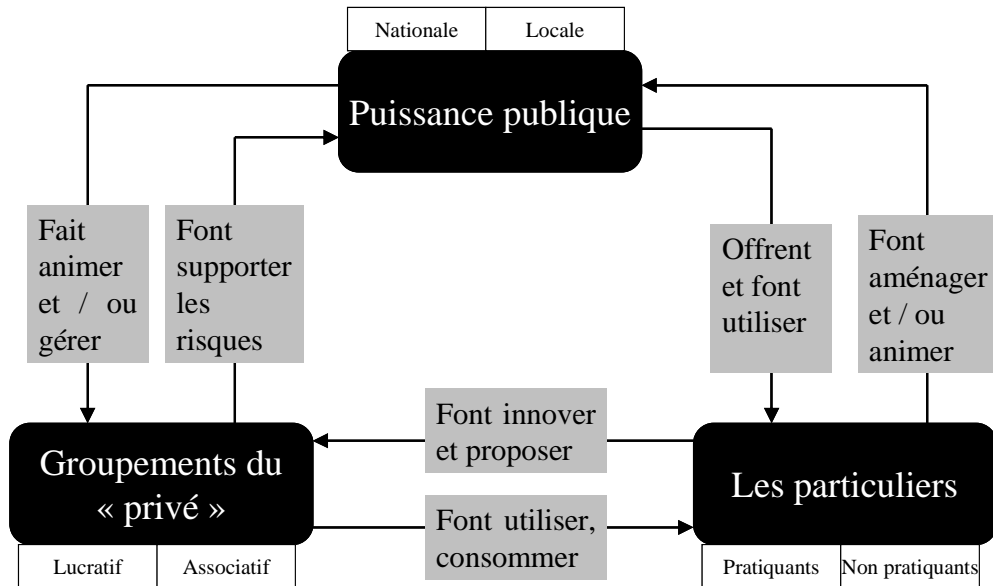 Nationale
Locale
Puissance publique
Fait
animer
et / ou
gérer
Font
supporter
les
risques
Offrent
et font
utiliser
Font
aménager
et / ou
animer
Font innover
et proposer
Groupements du
« privé »
Les particuliers
Font utiliser,
consommer
Lucratif
Associatif
Pratiquants
Non pratiquants